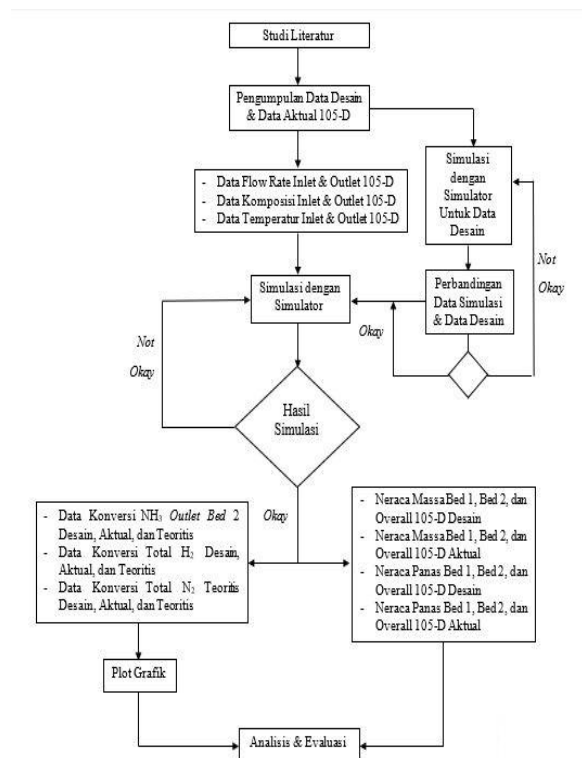 Studi Literatur
Pengumpulan Data Desain
& Data Aktual 105-D
- Data Flow Rate Inlet & Outlet 105-D
- Data Komposisi Inlet & Outlet 105-D
- Data Temperatur Inlet & Outlet 105-D
Simulasi
dengan
Simulator
Untuk Data
Desain
Not
Okay
Simulasi dengan
Simulator
Perbandingan
Data Simulasi
& Data Desain
Okay
Not
Okay
Hasil
Simulasi
Okay
- Data Konversi NH₃ Outlet Bed 2
Desain, Aktual, dan Teoritis
- Data Konversi Total H₂ Desain,
Aktual, dan Teoritis
- Data Konversi Total N₂ Teoritis
Desain, Aktual, dan Teoritis
- Neraca Massa Bed 1, Bed 2, dan
Overall 105-D Desain
- Neraca Massa Bed 1, Bed 2, dan
Overall 105-D Aktual
- Neraca Panas Bed 1, Bed 2, dan
Overall 105-D Desain
- Neraca Panas Bed 1, Bed 2, dan
Overall 105-D Aktual
Plot Grafik
Analisis & Evaluasi